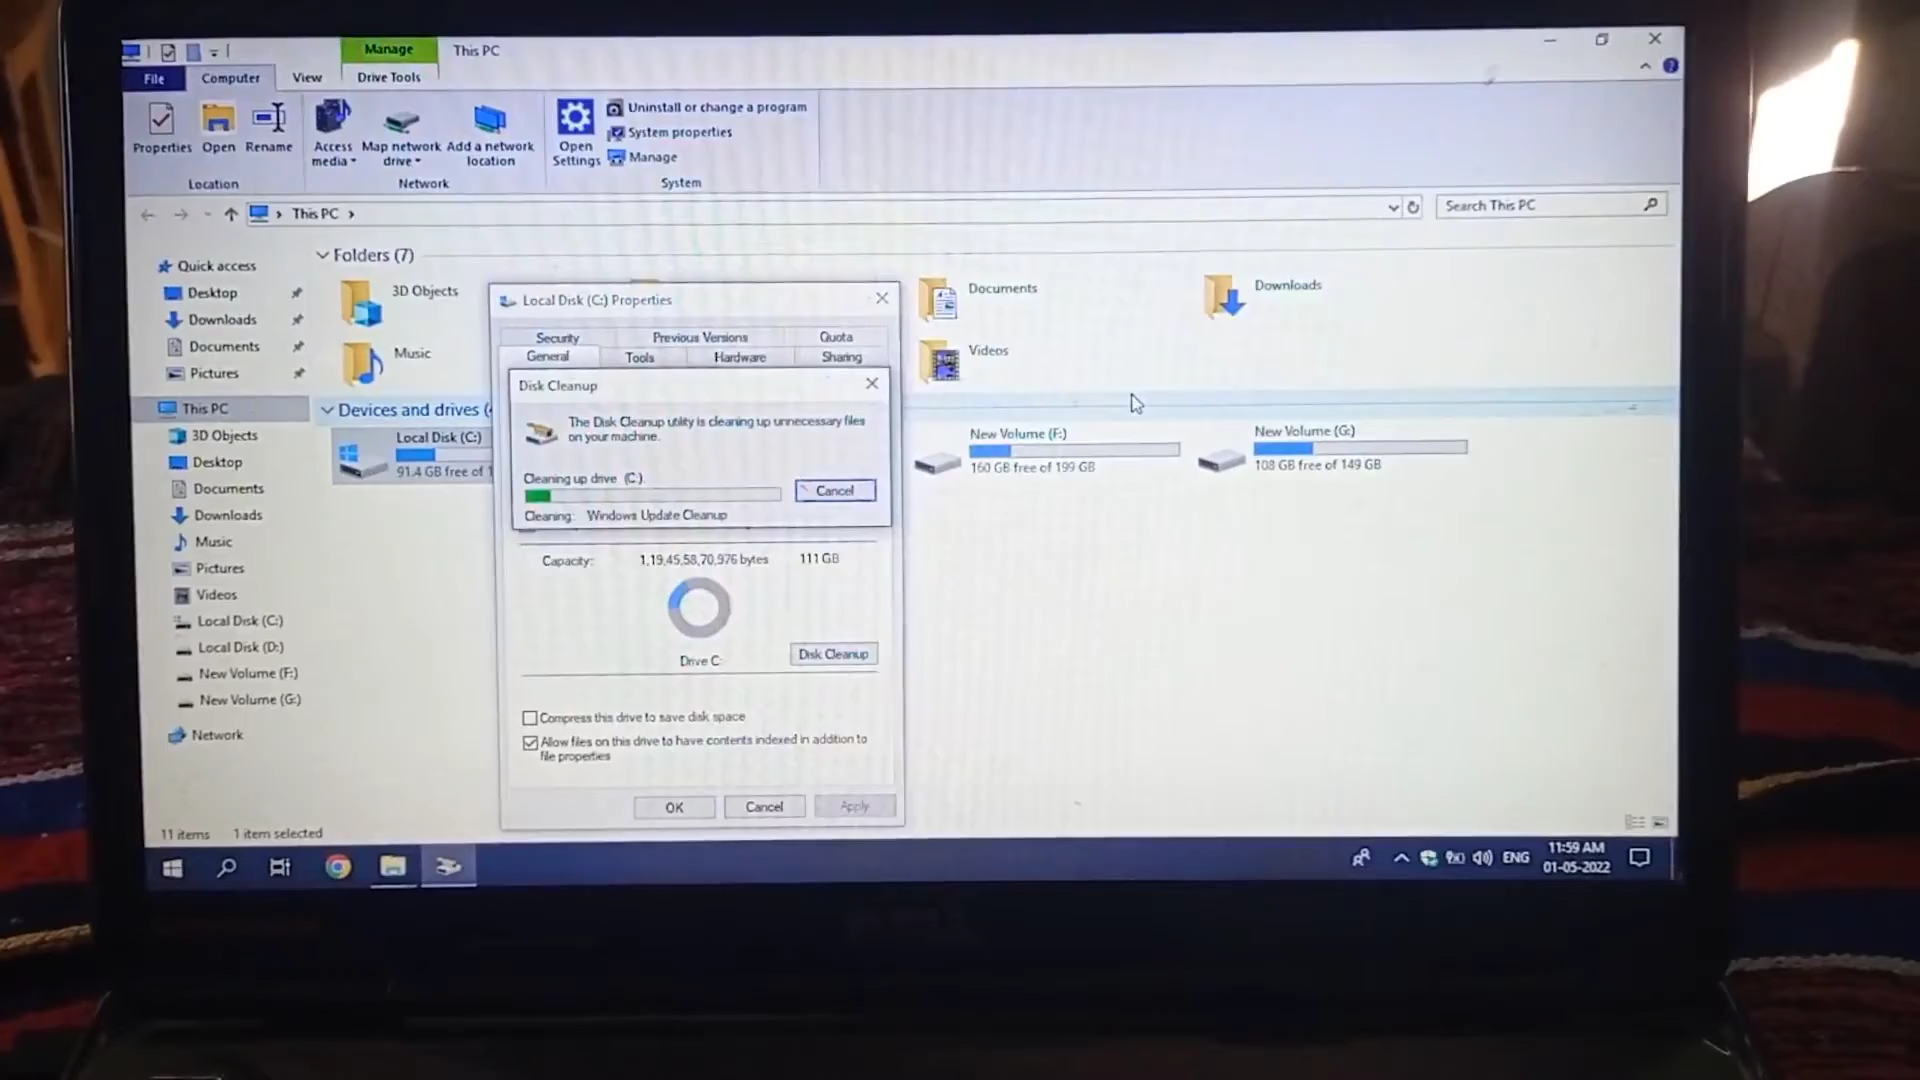 Manage
This PC
File
Computer
View
Drive Tools
Properties
Open
Rename
Access media
Map network drive
Add a network location
Open Settings
Uninstall or change a program
System properties
Manage
Location
Network
System
This PC
Search This PC
Quick access
Desktop
Downloads
Documents
Pictures
This PC
3D Objects
Desktop
Documents
Downloads
Music
Pictures
Videos
Local Disk (C:)
Local Disk (D:)
New Volume (F:)
New Volume (G:)
Network
Folders (7)
3D Objects
Documents
Downloads
Music
Videos
Devices and drives (
Local Disk (C:)
91.4 GB free of 1
New Volume (F:)
160 GB free of 199 GB
New Volume (G:)
108 GB free of 149 GB
Local Disk (C:) Properties
Security
Previous Versions
Quota
General
Tools
Hardware
Sharing
Disk Cleanup
The Disk Cleanup utility is cleaning up unnecessary files
on your machine.
Cleaning up drive (C:).
Cancel
Cleaning: Windows Update Cleanup
Capacity: 1,19,45,58,70,976 bytes 111 GB
Drive C:
Disk Cleanup
Compress this drive to save disk space
Allow files on this drive to have contents indexed in addition to
file properties
OK
Cancel
Apply
11 items 1 item selected
ENG
11:59 AM
01-05-2022